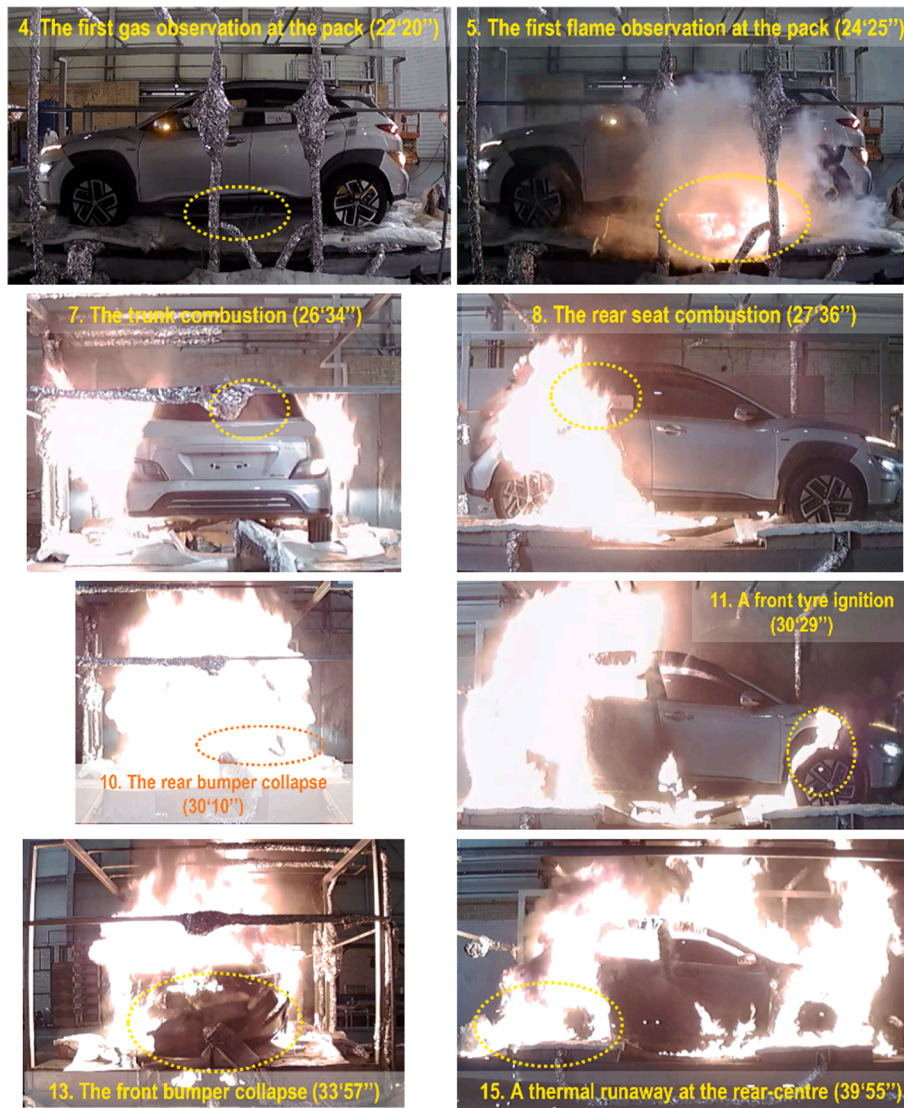 4. The first gas observation at the pack (22‘20’’)
5. The first flame observation at the pack (24‘25’’)
7. The trunk combustion (26‘34’’)
8. The rear seat combustion (27‘36’’)
10. The rear bumper collapse
(30‘10’’)
11. A front tyre ignition
(30‘29’’)
13. The front bumper collapse (33‘57’’)
15. A thermal runaway at the rear-centre (39‘55’’)